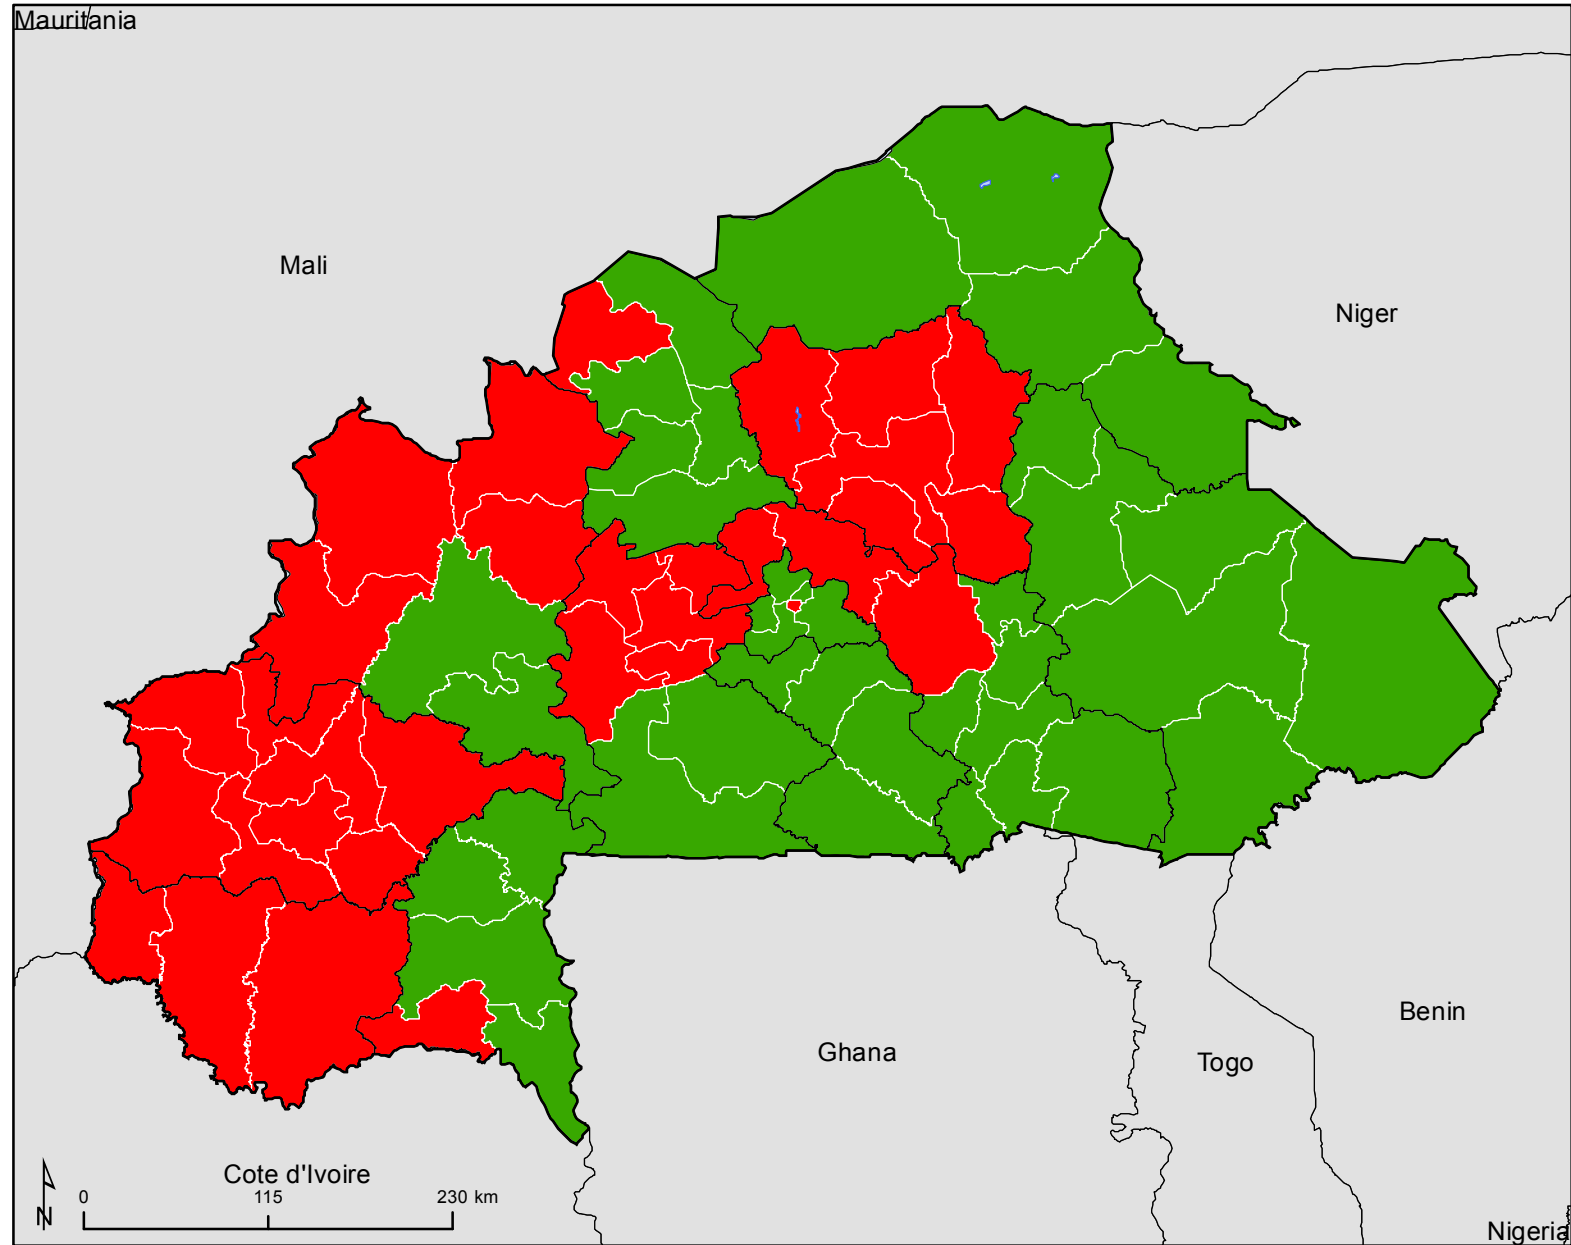 Mauritania
Mali
Niger
Benin
Ghana
Togo
Cote d'Ivoire
0 115 230 km
N
Nigeria